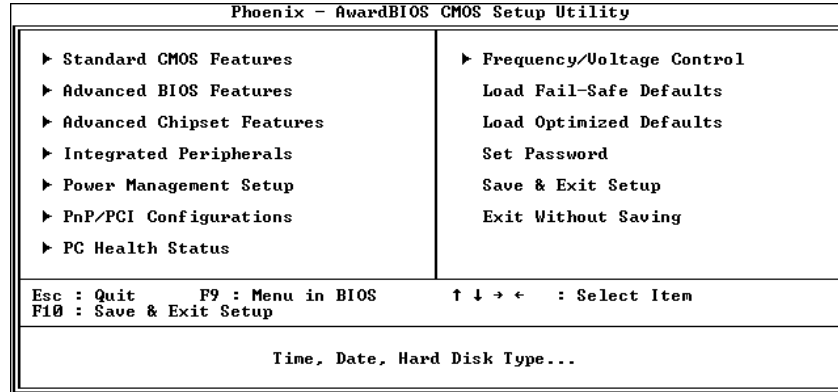 Phoenix - AwardBIOS CMOS Setup Utility
▶ Standard CMOS Features
▶ Advanced BIOS Features
▶ Advanced Chipset Features
▶ Integrated Peripherals
▶ Power Management Setup
▶ PnP/PCI Configurations
▶ PC Health Status
▶ Frequency/Voltage Control
Load Fail-Safe Defaults
Load Optimized Defaults
Set Password
Save & Exit Setup
Exit Without Saving
Esc : Quit F9 : Menu in BIOS ↑ ↓ → ← : Select Item
F10 : Save & Exit Setup
Time, Date, Hard Disk Type...